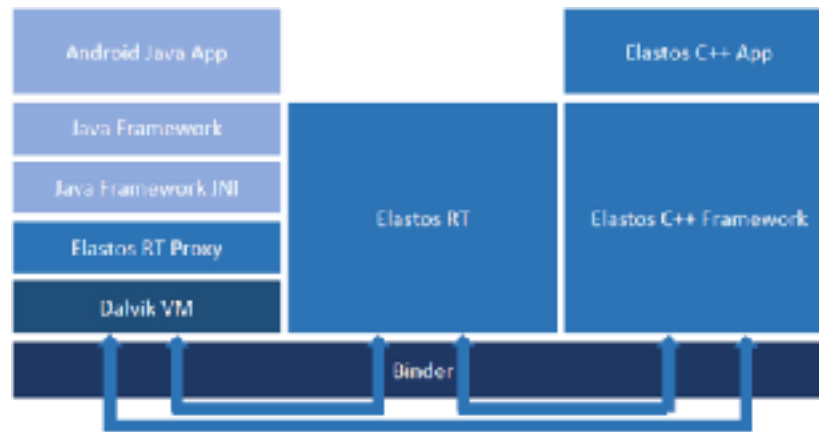 Android Java App
Elastos C++ App
Java Framework
Java Framework JNI
Elastos RT
Elastos C++ Framework
Elastos RT Proxy
Dalvik VM
Binder